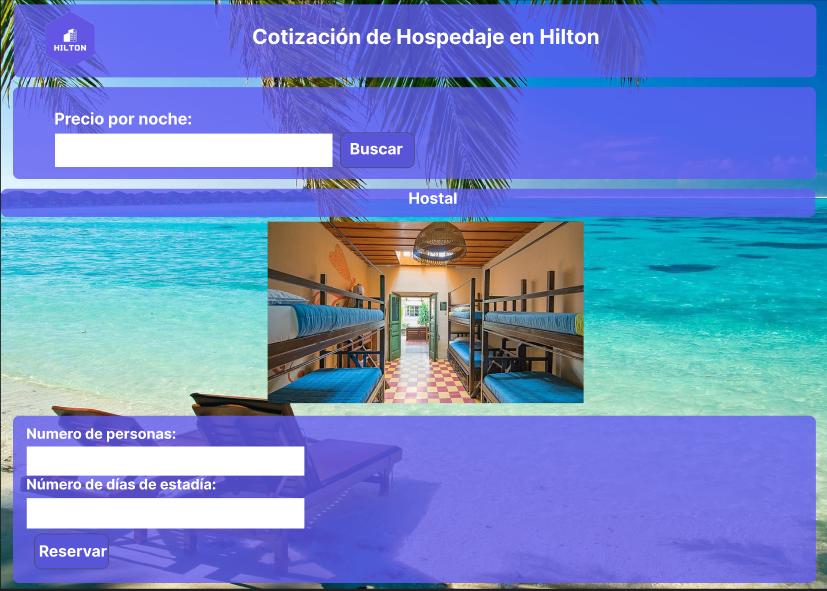 HILTON
Cotización de Hospedaje en Hilton
Precio por noche:
Buscar
Hostal
Numero de personas:
Número de días de estadía:
Reservar